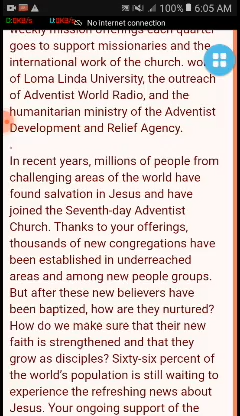 0.0KB/s 0.0KB/s 100% 6:05 AM
No Internet connection
weekly mission offerings each quarter
goes to support missionaries and the
international work of the church. wor
of Loma Linda University, the outreach
of Adventist World Radio, and the
humanitarian ministry of the Adventist
Development and Relief Agency.
.
In recent years, millions of people from
challenging areas of the world have
found salvation in Jesus and have
joined the Seventh-day Adventist
Church. Thanks to your offerings,
thousands of new congregations have
been established in underreached
areas and among new people groups.
But after these new believers have
been baptized, how are they nurtured?
How do we make sure that their new
faith is strengthened and that they
grow as disciples? Sixty-six percent of
the world's population is still waiting to
experience the refreshing news about
Jesus. Your ongoing support of the